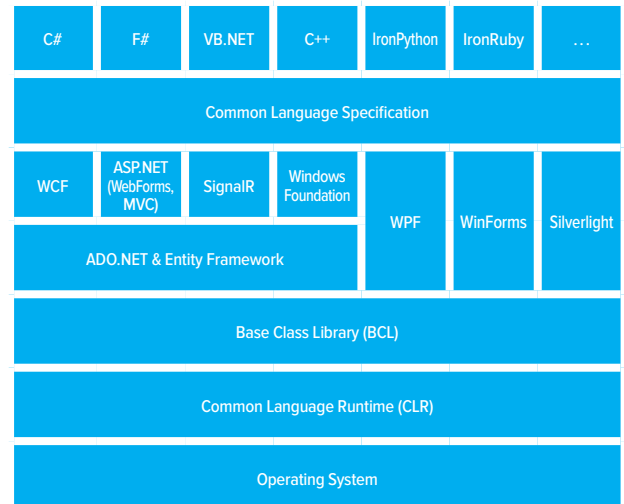 C#
F#
VB.NET
C++
IronPython
IronRuby
...
Common Language Specification
WCF
ASP.NET
(WebForms,
MVC)
SignalR
Windows
Foundation
WPF
WinForms
Silverlight
ADO.NET & Entity Framework
Base Class Library (BCL)
Common Language Runtime (CLR)
Operating System